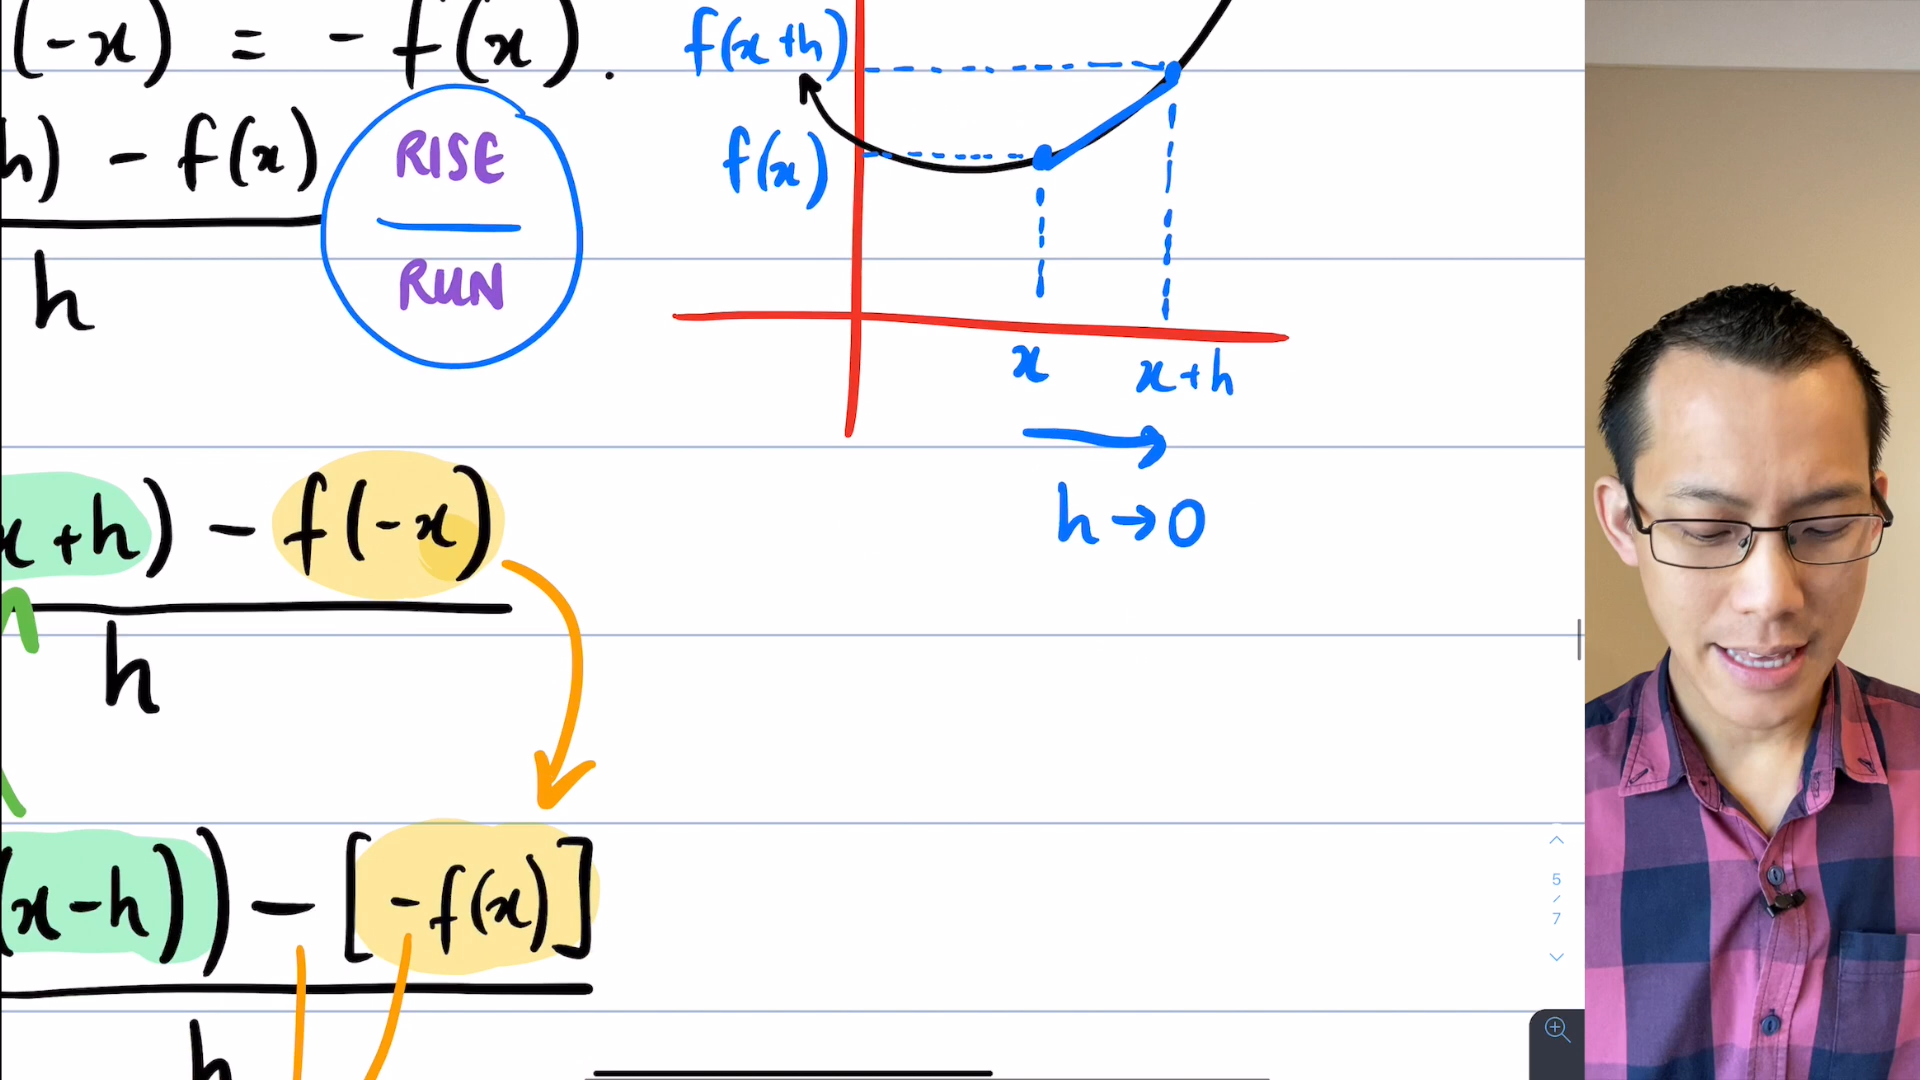 (-x) = - f(x).
h) - f(x)
h
RISE
RUN
f(x+h)
f(x)
x
x+h
h→0
x+h) - f(-x)
h
(x-h)) - [-f(x)]
h
5
/
7